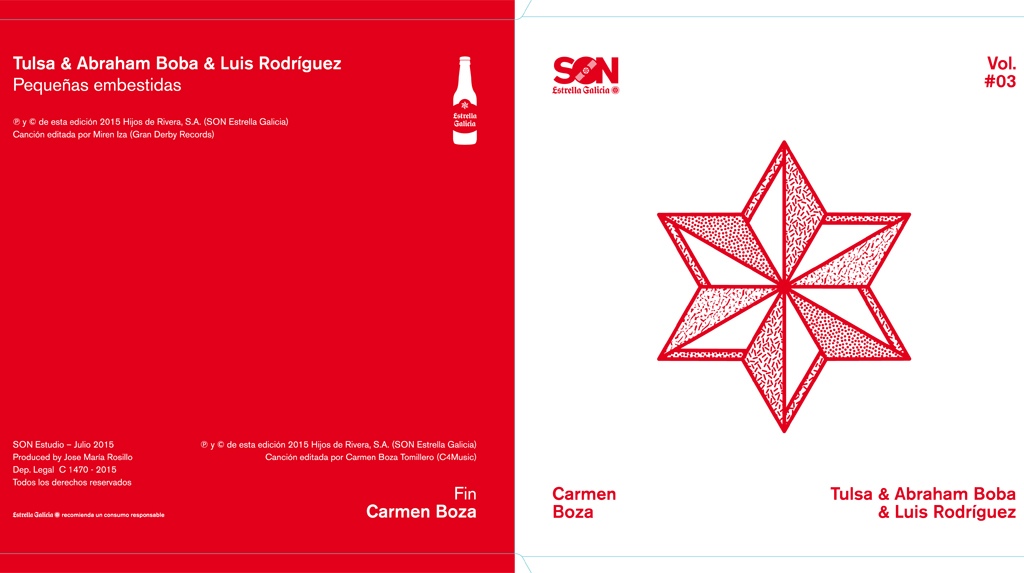 Tulsa & Abraham Boba & Luis Rodríguez
Pequeñas embestidas
℗ y © de esta edición 2015 Hijos de Rivera, S.A. (SON Estrella Galicia)
Canción editada por Miren Iza (Gran Derby Records)
Estrella
Galicia
SON Estudio – Julio 2015
Produced by Jose María Rosillo
Dep. Legal C 1470 - 2015
Todos los derechos reservados
Estrella Galicia recomienda un consumo responsable
℗ y © de esta edición 2015 Hijos de Rivera, S.A. (SON Estrella Galicia)
Canción editada por Carmen Boza Tomillero (C4Music)
Fin
Carmen Boza
SON
Estrella Galicia
Vol.
#03
Carmen
Boza
Tulsa & Abraham Boba
& Luis Rodríguez